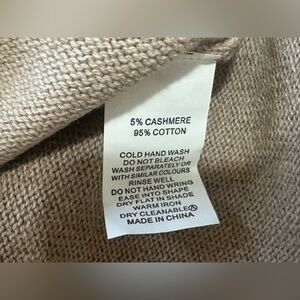 5% CASHMERE
95% COTTON
COLD HAND WASH
DO NOT BLEACH
WASH SEPARATELY OR
WITH SIMILAR COLOURS
RINSE WELL
DO NOT HAND WRING
EASE INTO SHAPE
DRY FLAT IN SHADE
WARM IRON
DRY CLEANABLE Ⓐ
MADE IN CHINA